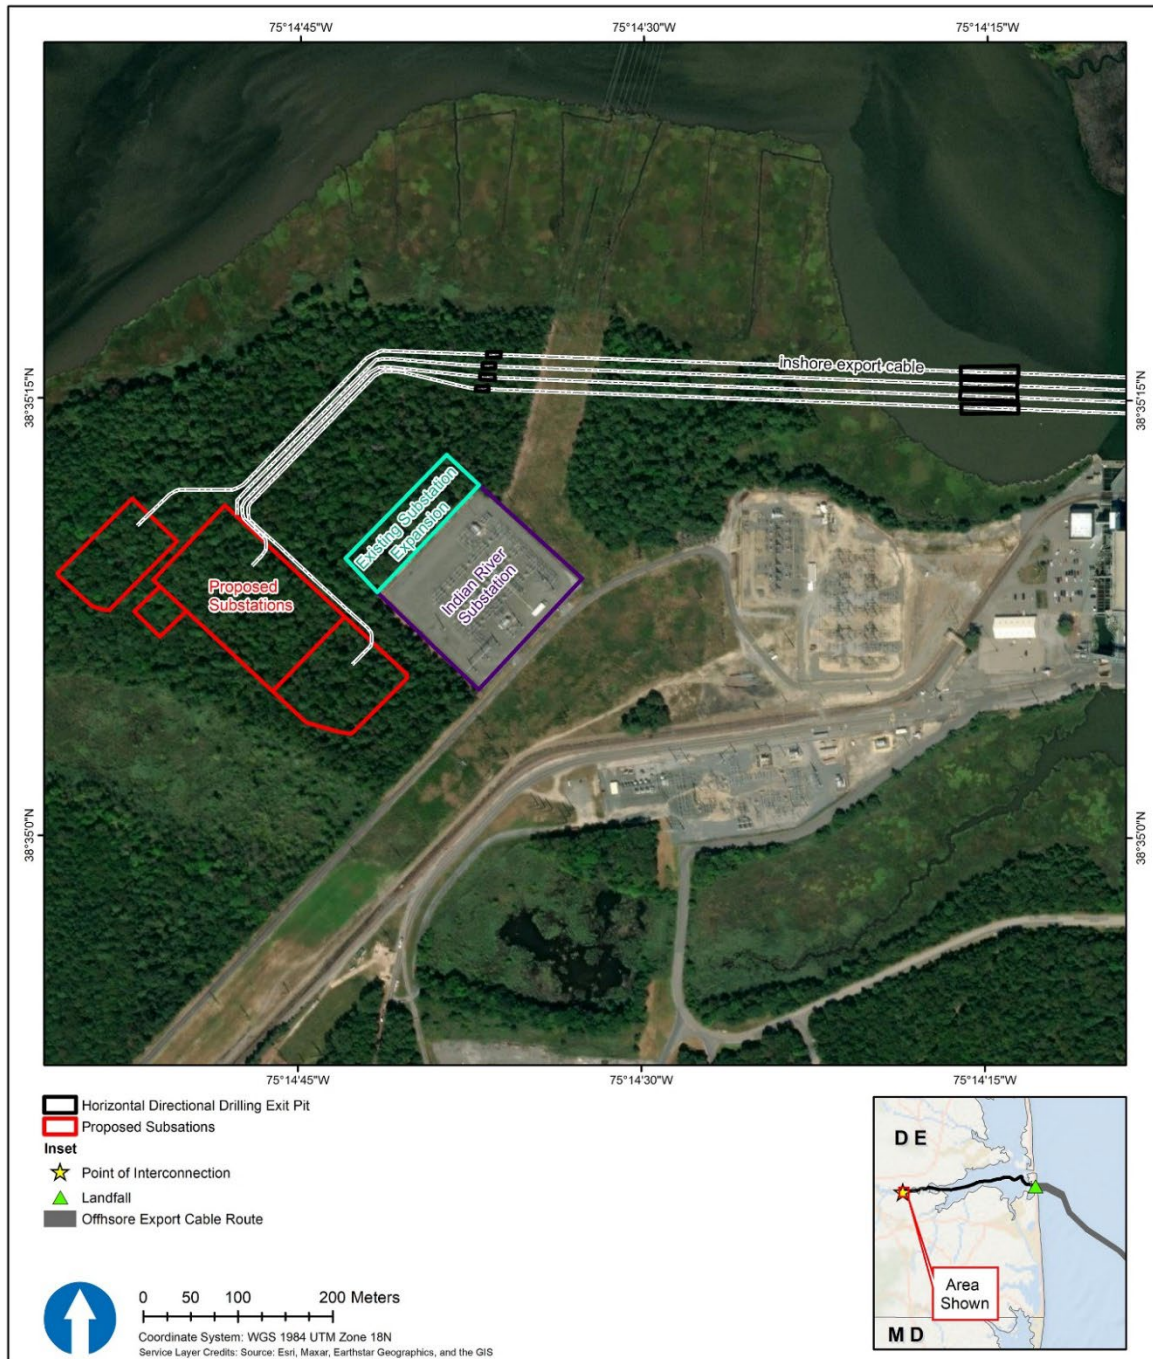 75°14'45"W
75°14'30"W
75°14'15"W
38°35'15"N
38°35'15"N
inshore export cable
Existing Substation
Expansion
Indian River
Substation
Proposed
Substations
38°35'0"N
38°35'0"N
75°14'45"W
75°14'30"W
75°14'15"W
Horizontal Directional Drilling Exit Pit
Proposed Subsations
Inset
Point of Interconnection
Landfall
Offhsore Export Cable Route
0 50 100 200 Meters
Coordinate System: WGS 1984 UTM Zone 18N
Service Layer Credits: Source: Esri, Maxar, Earthstar Geographics, and the GIS
D E
Area
Shown
M D